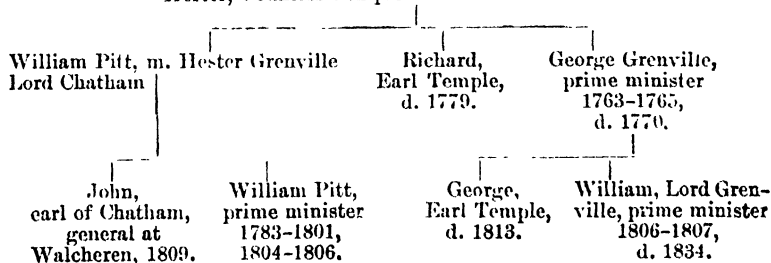 William Pitt, m. Hester Grenville
Lord Chatham
Richard,
Earl Temple,
d. 1779.
George Grenville,
prime minister
1763-1765,
d. 1770.
John,
earl of Chatham,
general at
Walcheren, 1809.
William Pitt,
prime minister
1783-1801,
1804-1806.
George,
Earl Temple,
d. 1813.
William, Lord Gren-
ville, prime minister
1806-1807,
d. 1834.